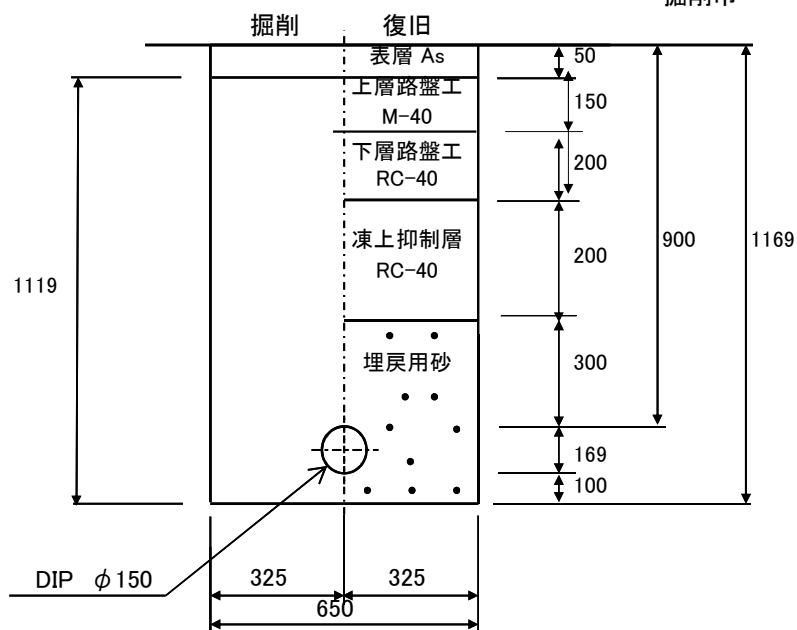 掘削 復旧
表層 As
上層路盤工
M-40
下層路盤工
RC-40
凍上抑制層
RC-40
埋戻用砂
50
150
200
200
300
169
100
900
1169
1119
DIP φ150
325 325
650